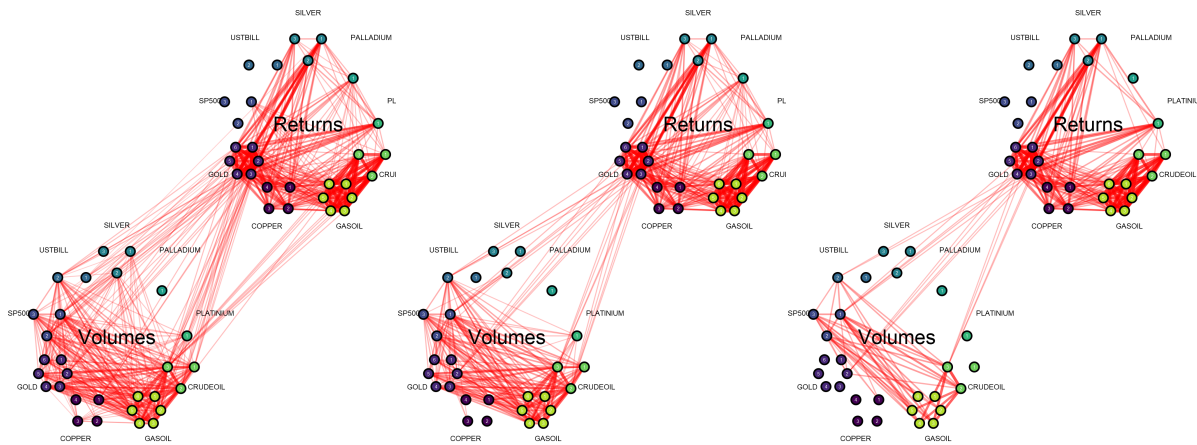 SILVER
USTBILL
PALLADIUM
SP500
PL
Returns
GOLD
CRUI
COPPER
GASOIL
SILVER
USTBILL
PALLADIUM
SP500
PLATINIUM
Volumes
GOLD
CRUDEOIL
COPPER
GASOIL
SILVER
USTBILL
PALLADIUM
SP500
PL
Returns
GOLD
CRUI
COPPER
GASOIL
SILVER
USTBILL
PALLADIUM
SP500
PLATINIUM
Volumes
GOLD
CRUDEOIL
COPPER
GASOIL
SILVER
USTBILL
PALLADIUM
SP500
PLATINIUM
Returns
GOLD
CRUDEOIL
COPPER
GASOIL
SILVER
USTBILL
PALLADIUM
SP500
PLATINIUM
Volumes
GOLD
CRUDEOIL
COPPER
GASOIL